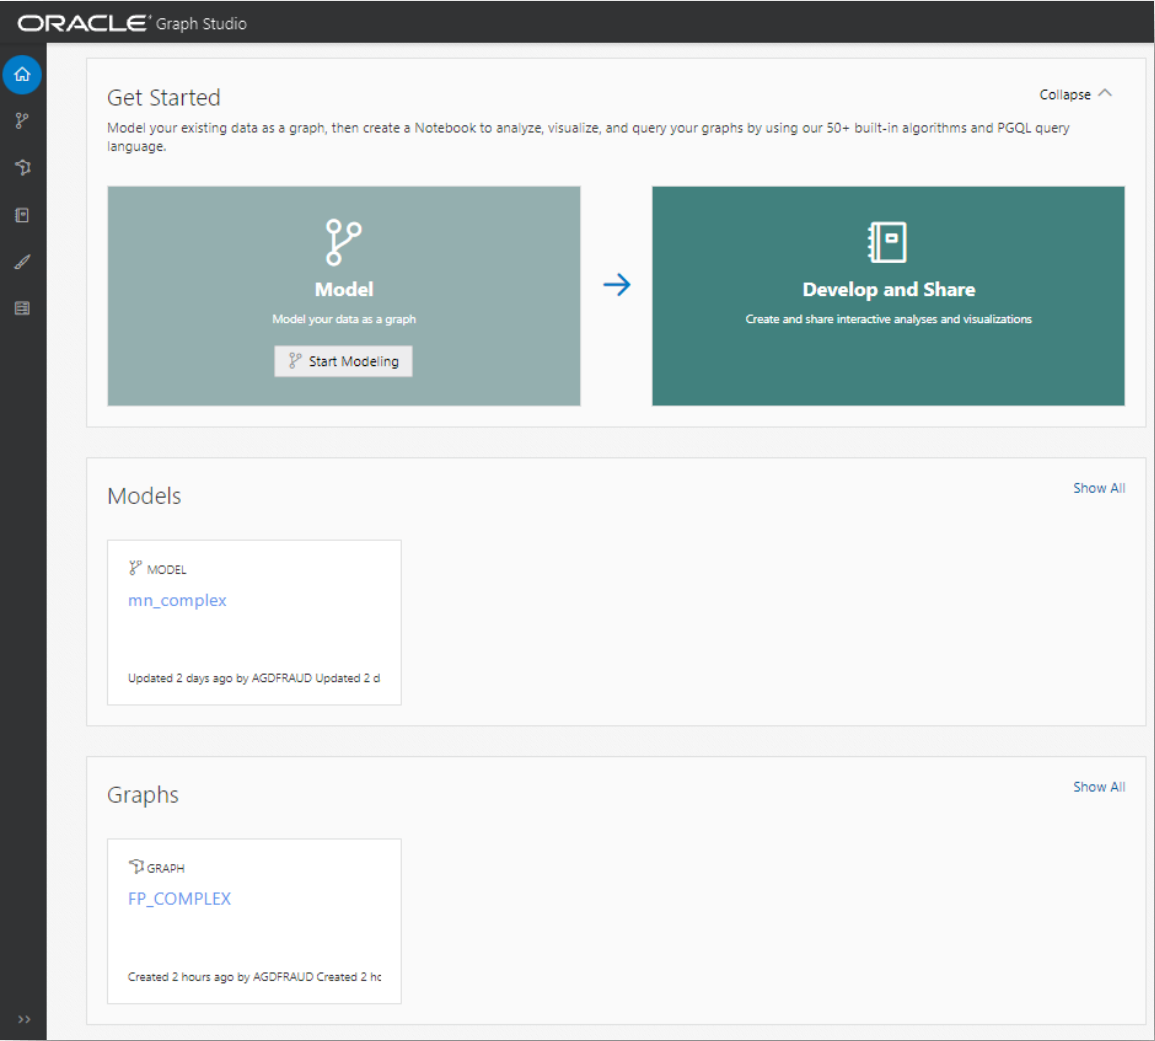 ORACLE Graph Studio
Get Started
Collapse
Model your existing data as a graph, then create a Notebook to analyze, visualize, and query your graphs by using our 50+ built-in algorithms and PGQL query
language.
Model
Model your data as a graph
Start Modeling
Develop and Share
Create and share interactive analyses and visualizations
Models
Show All
MODEL
mn_complex
Updated 2 days ago by AGDFRAUD Updated 2 d
Graphs
Show All
GRAPH
FP_COMPLEX
Created 2 hours ago by AGDFRAUD Created 2 hc